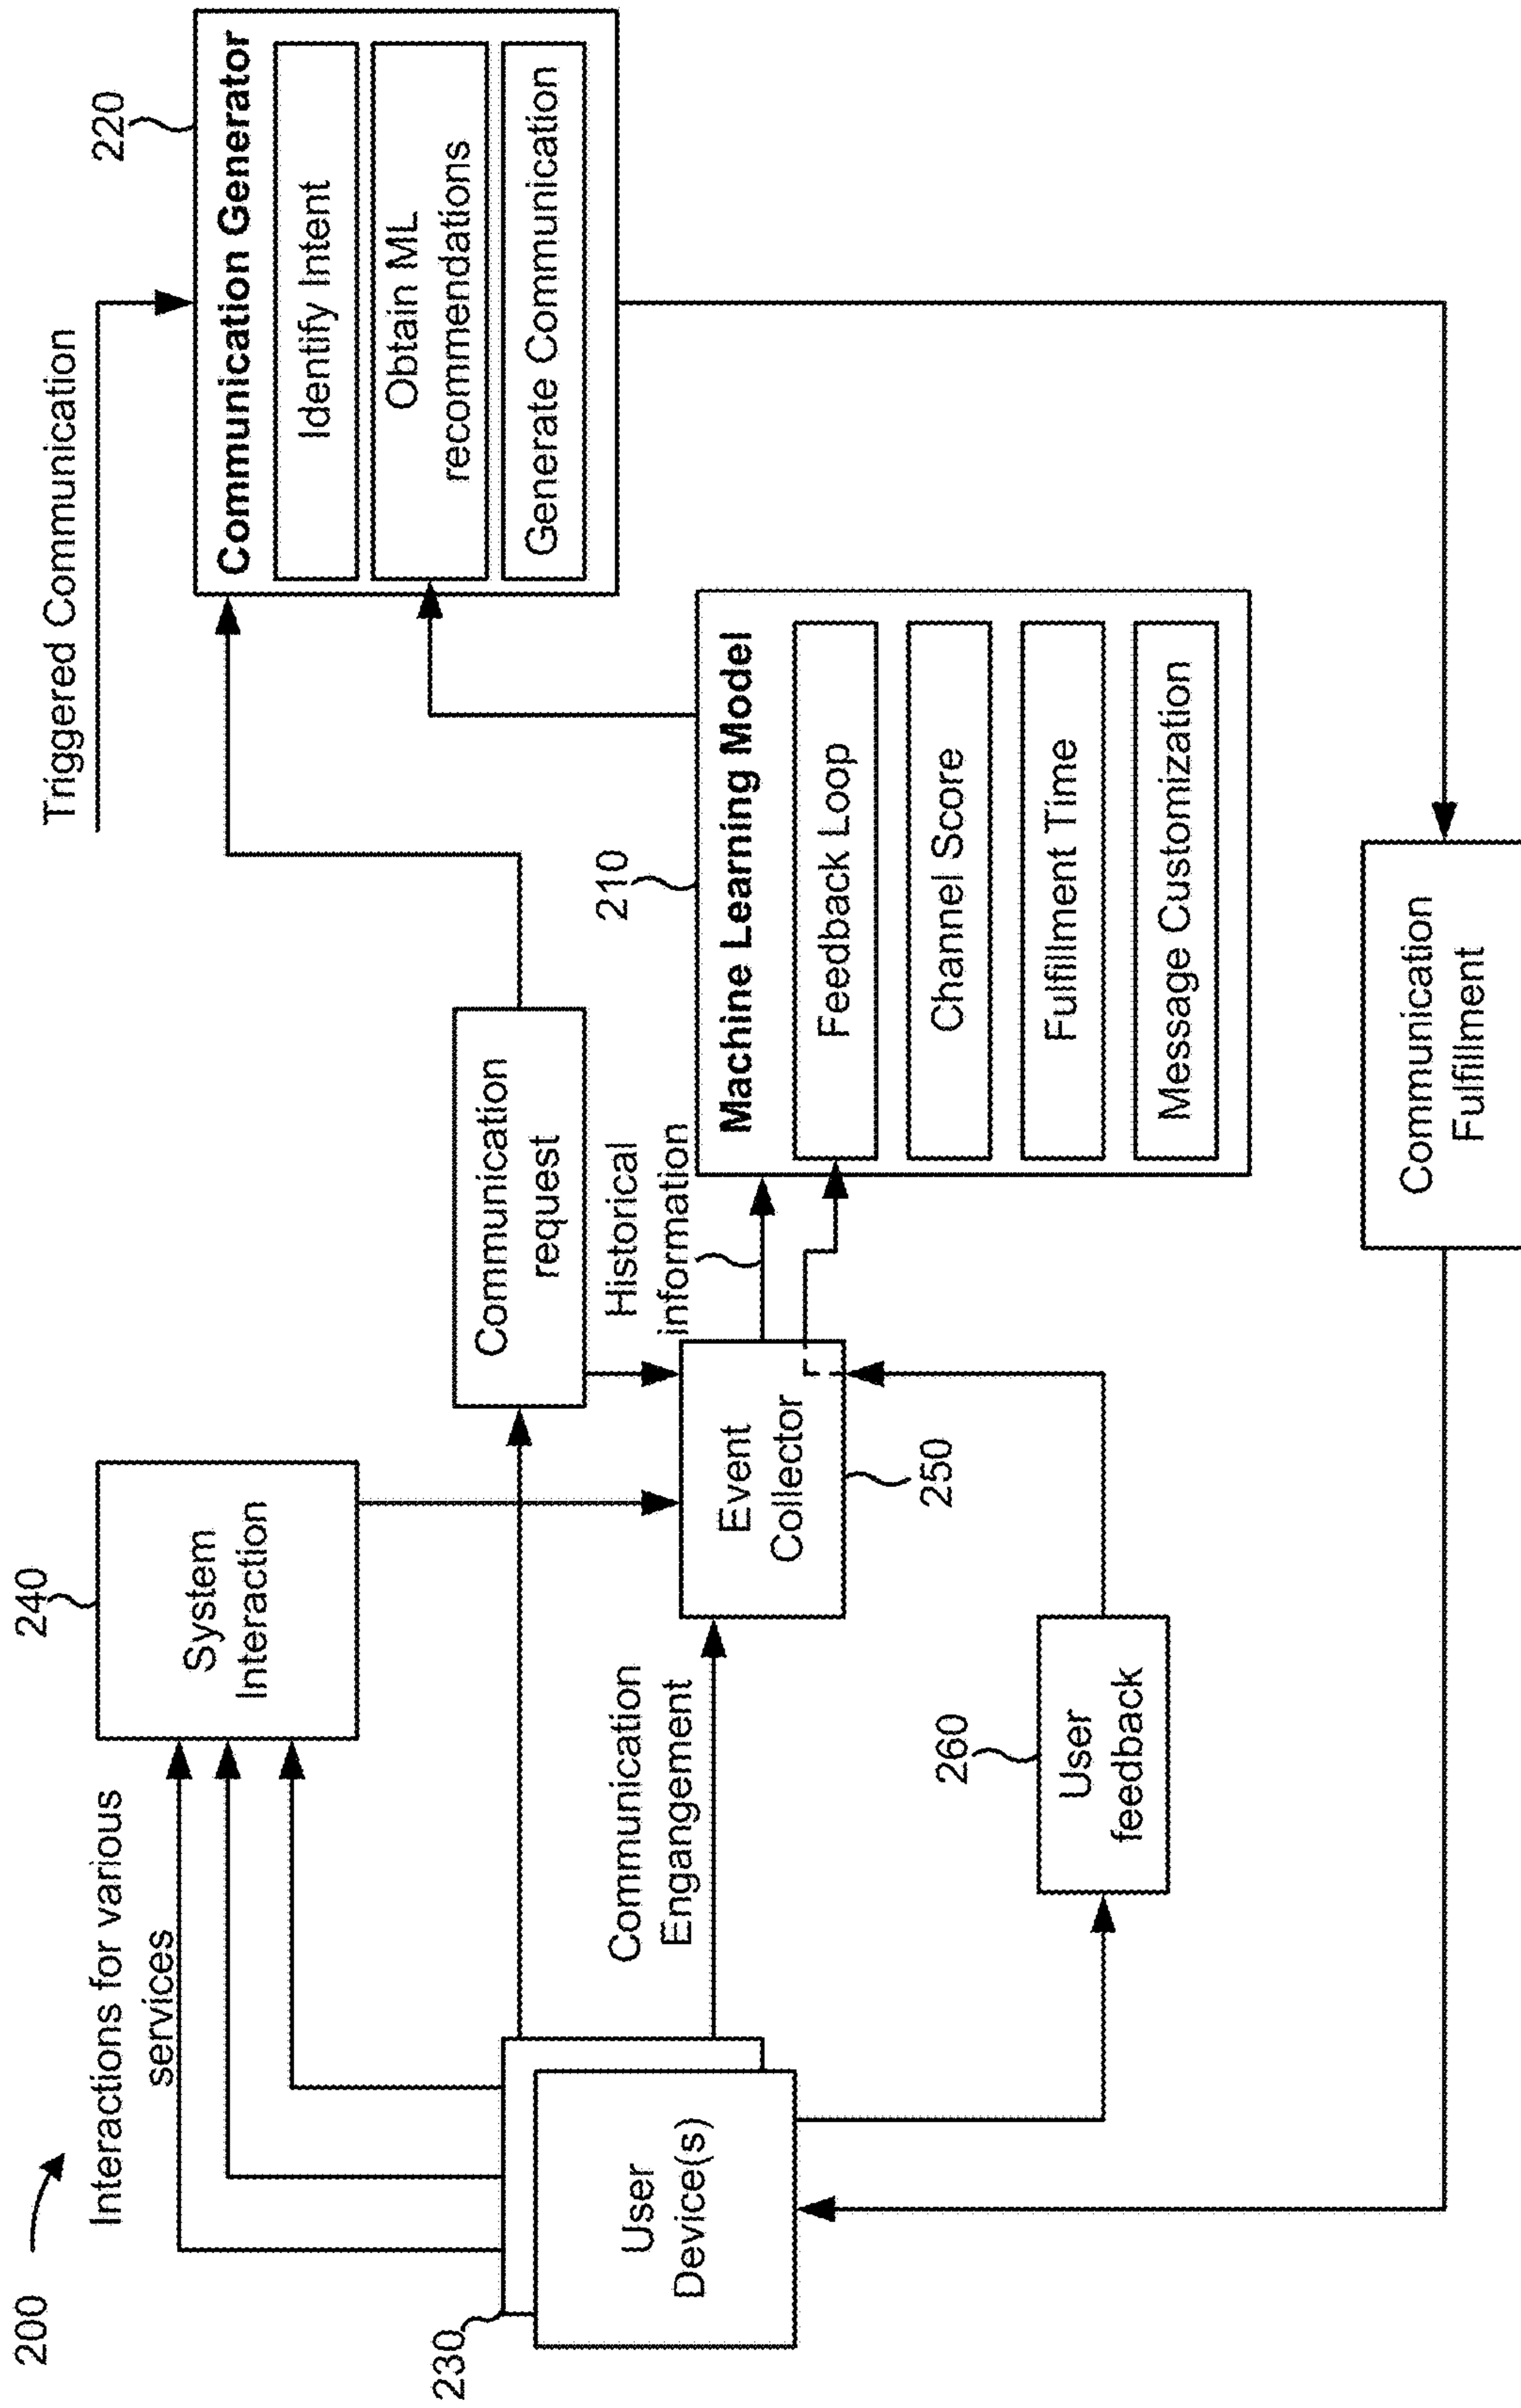 200
Interactions for various
services
240
System
Interaction
Triggered Communication
220
Communication Generator
Identify Intent
Obtain ML
recommendations
Generate Communication
Communication
request
Historical
information
210
Machine Learning Model
Feedback Loop
Channel Score
Fulfillment Time
Message Customization
230
User
Device(s)
Communication
Engangement
Event
Collector
250
260
User
feedback
Communication
Fulfillment